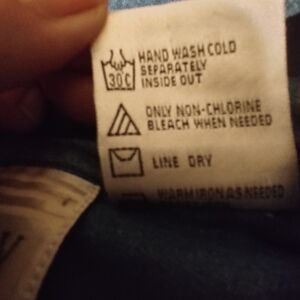 30°C
HAND WASH COLD
SEPARATELY
INSIDE OUT
ONLY NON-CHLORINE
BLEACH WHEN NEEDED
LINE DRY
WARM IRON AS NEEDED